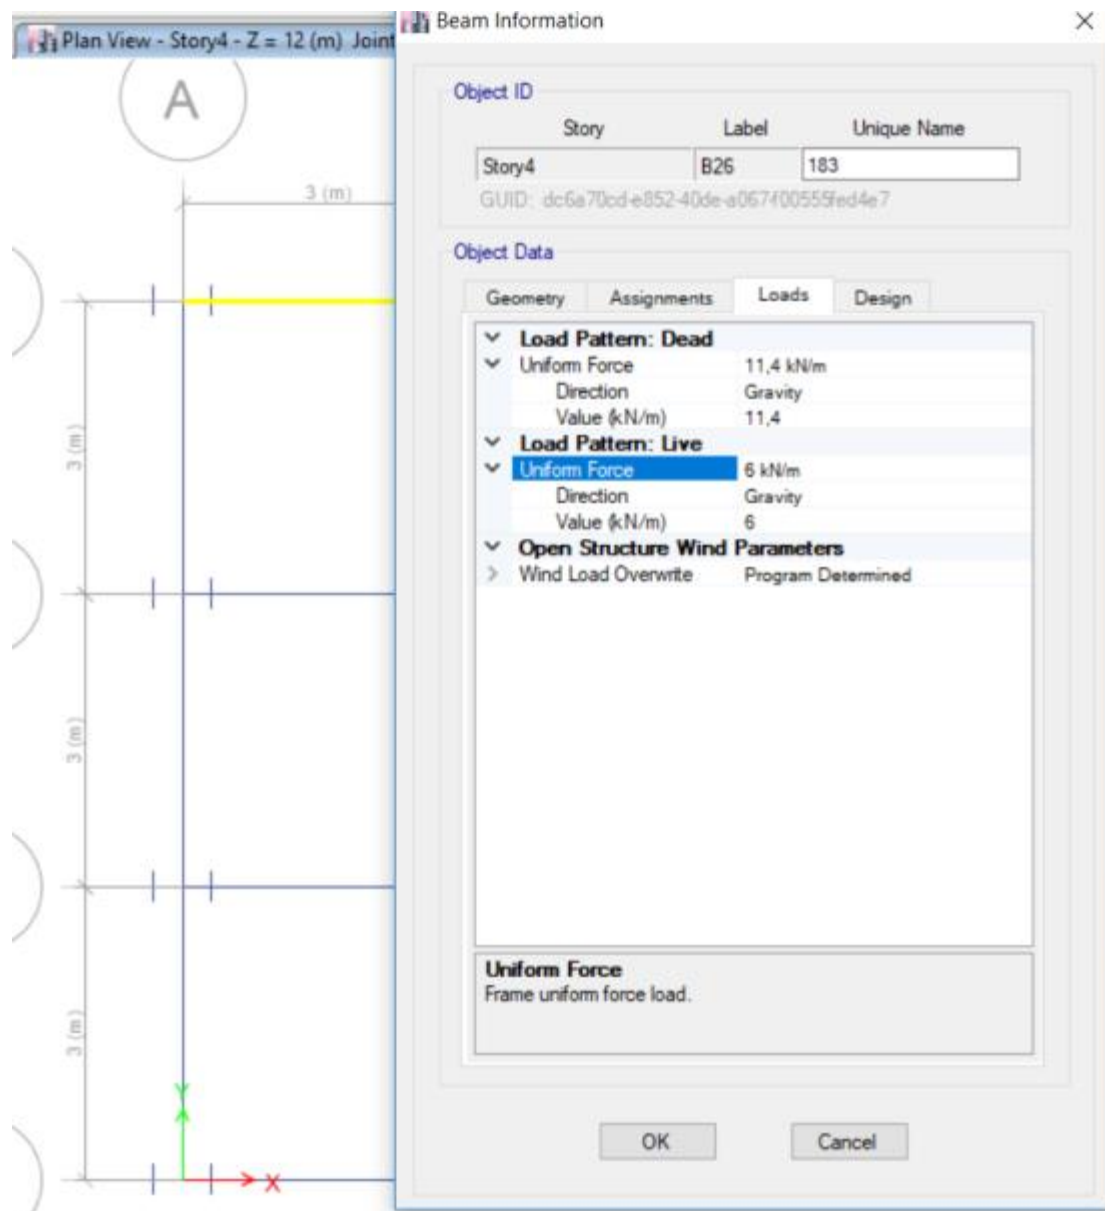 Plan View - Story4 - Z = 12 (m) Joint
Beam Information
A
3 (m)
3 (m)
3 (m)
3 (m)
Y
X
Object ID
Story Label Unique Name
Story4 B26 183
GUID: dc6a70cd-e852-40de-a067-f00555fed4e7
Object Data
Geometry Assignments Loads Design
Load Pattern: Dead
Uniform Force 11,4 kN/m
Direction Gravity
Value (kN/m) 11,4
Load Pattern: Live
Uniform Force 6 kN/m
Direction Gravity
Value (kN/m) 6
Open Structure Wind Parameters
Wind Load Overwrite Program Determined
Uniform Force
Frame uniform force load.
OK Cancel